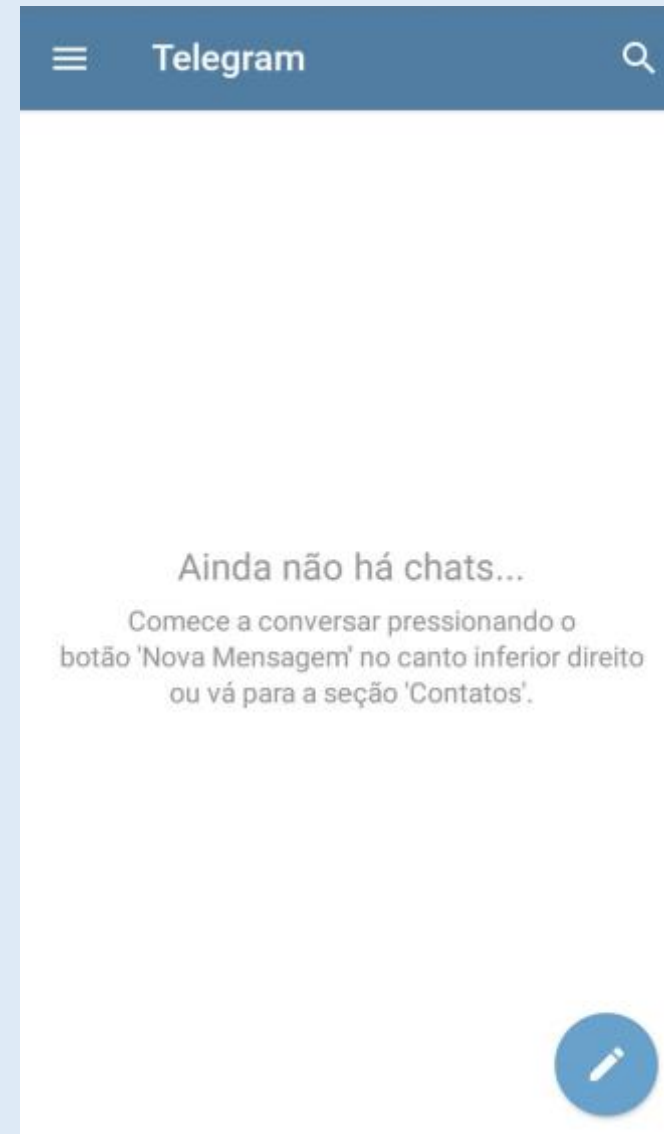 Telegram
Ainda não há chats...
Comece a conversar pressionando o
botão 'Nova Mensagem' no canto inferior direito
ou vá para a seção 'Contatos'.